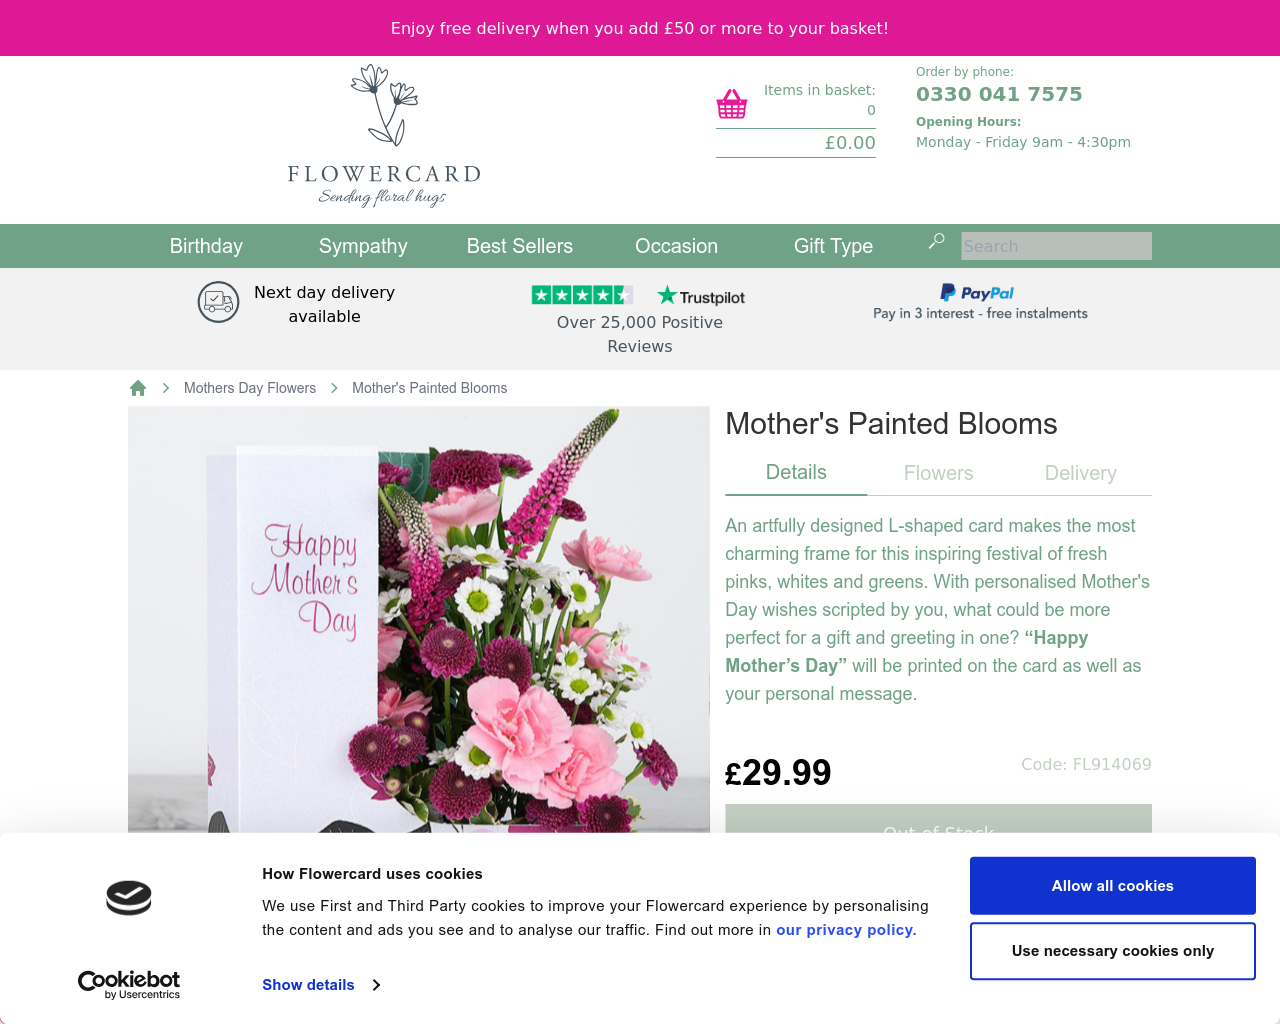 Enjoy free delivery when you add £50 or more to your basket!
FLOWERCARD
Sending floral hugs
Items in basket:
0
£0.00
Order by phone:
0330 041 7575
Opening Hours:
Monday - Friday 9am - 4:30pm
Birthday
Sympathy
Best Sellers
Occasion
Gift Type
Search
Next day delivery
available
Trustpilot
Over 25,000 Positive
Reviews
PayPal
Pay in 3 interest - free instalments
Mothers Day Flowers
Mother's Painted Blooms
Happy
Mother's
Day
Mother's Painted Blooms
Details
Flowers
Delivery
An artfully designed L-shaped card makes the most
charming frame for this inspiring festival of fresh
pinks, whites and greens. With personalised Mother's
Day wishes scripted by you, what could be more
perfect for a gift and greeting in one? “Happy
Mother’s Day” will be printed on the card as well as
your personal message.
£29.99
Code: FL914069
Out of Stock
Cookiebot
by Usercentrics
How Flowercard uses cookies
We use First and Third Party cookies to improve your Flowercard experience by personalising
the content and ads you see and to analyse our traffic. Find out more in our privacy policy.
Show details
Allow all cookies
Use necessary cookies only